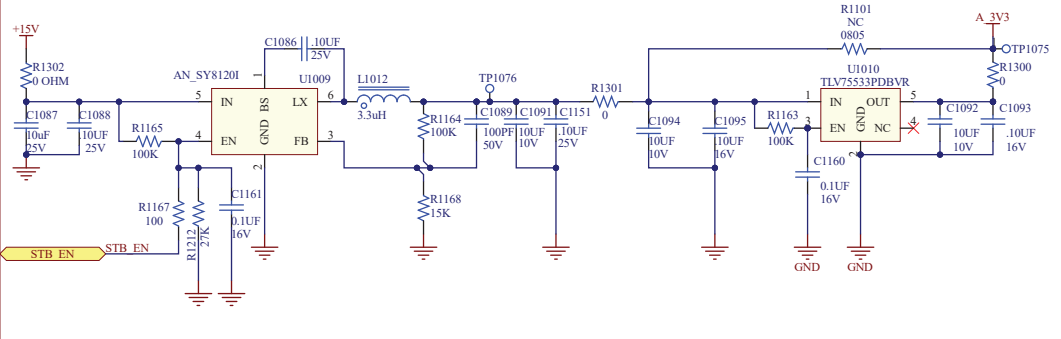 +15V
R1302
0 OHM
C1087
10uF
25V
C1088
10UF
25V
R1165
100K
AN_SY8120I
U1009
5
IN
4
EN
1
BS
GND
2
LX
6
FB
3
C1086
.10UF
25V
L1012
3.3uH
R1167
100
R1212
27K
C1161
0.1UF
16V
STB_EN
STB_EN
R1164
100K
R1168
15K
TP1076
C1089
100PF
50V
C1091
10UF
10V
C1151
.10UF
25V
R1301
0
C1094
10UF
10V
C1095
.10UF
16V
R1163
100K
C1160
0.1UF
16V
GND
R1101
NC
0805
U1010
TLV75533PDBVR
1
IN
3
EN
GND
2
OUT
5
NC
4
GND
C1092
10UF
10V
C1093
.10UF
16V
A_3V3
TP1075
R1300
0